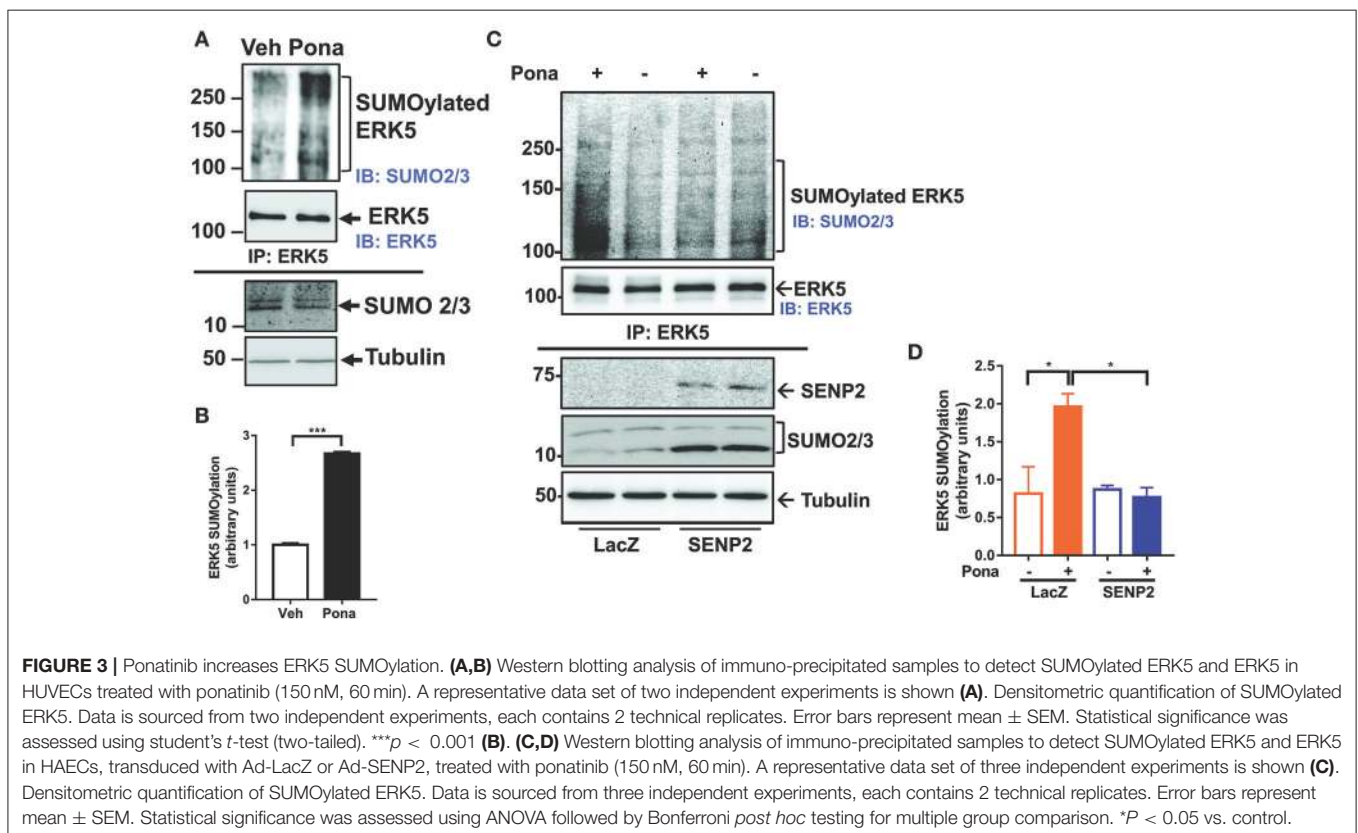 A
Veh Pona
250
150
100
SUMOylated
ERK5
IB: SUMO2/3
100
ERK5
IB: ERK5
IP: ERK5
10
SUMO 2/3
50
Tubulin
B
ERK5 SUMOylation
(arbitrary units)
3
2
1
0
***
Veh Pona
C
Pona + - + -
250
150
100
SUMOylated ERK5
IB: SUMO2/3
100
ERK5
IB: ERK5
IP: ERK5
75
SENP2
10
SUMO2/3
50
Tubulin
LacZ SENP2
D
ERK5 SUMOylation
(arbitrary units)
2.5
2.0
1.5
1.0
0.5
0.0
* *
Pona - + - +
LacZ SENP2
FIGURE 3 | Ponatinib increases ERK5 SUMOylation. (A,B) Western blotting analysis of immuno-precipitated samples to detect SUMOylated ERK5 and ERK5 in
HUVECs treated with ponatinib (150 nM, 60 min). A representative data set of two independent experiments is shown (A). Densitometric quantification of SUMOylated
ERK5. Data is sourced from two independent experiments, each contains 2 technical replicates. Error bars represent mean ± SEM. Statistical significance was
assessed using student's t-test (two-tailed). ***p < 0.001 (B). (C,D) Western blotting analysis of immuno-precipitated samples to detect SUMOylated ERK5 and ERK5
in HAECs, transduced with Ad-LacZ or Ad-SENP2, treated with ponatinib (150 nM, 60 min). A representative data set of three independent experiments is shown (C).
Densitometric quantification of SUMOylated ERK5. Data is sourced from three independent experiments, each contains 2 technical replicates. Error bars represent
mean ± SEM. Statistical significance was assessed using ANOVA followed by Bonferroni post hoc testing for multiple group comparison. *P < 0.05 vs. control.